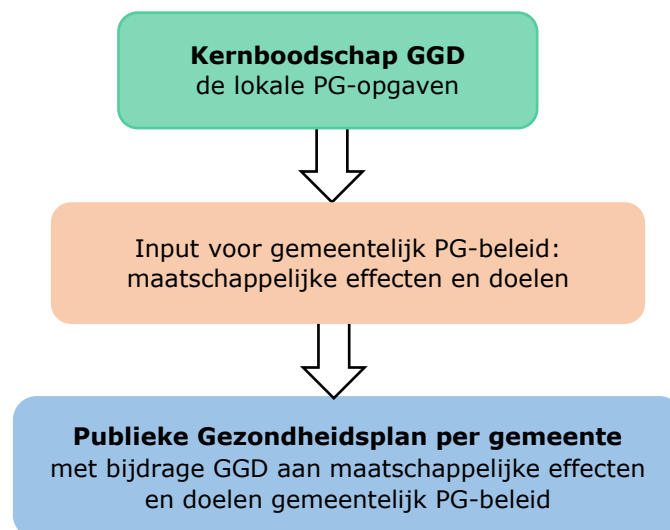 Kernboodschap GGD
de lokale PG-opgaven
Input voor gemeentelijk PG-beleid:
maatschappelijke effecten en doelen
Publieke Gezondheidsplan per gemeente
met bijdrage GGD aan maatschappelijke effecten
en doelen gemeentelijk PG-beleid